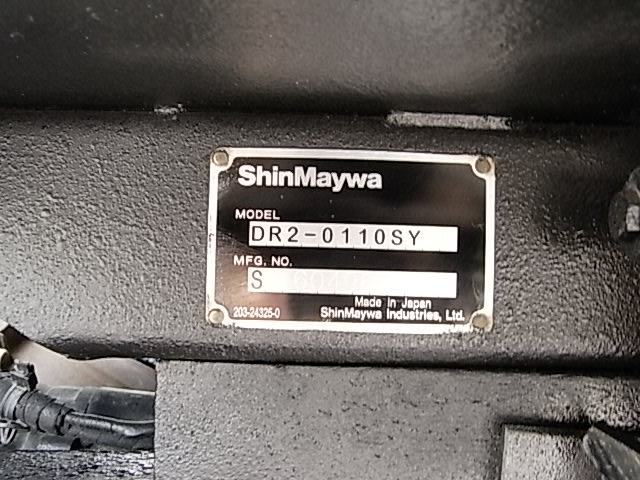 ShinMaywa
MODEL
DR2-0110SY
MFG. NO.
S
Made in Japan
203-24325-0
ShinMaywa Industries, Ltd.